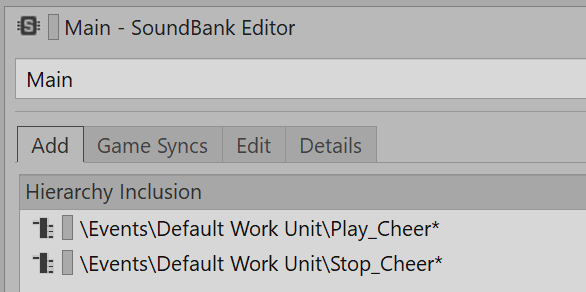 Main - SoundBank Editor
Main
Add Game Syncs Edit Details
Hierarchy Inclusion
\Events\Default Work Unit\Play_Cheer*
\Events\Default Work Unit\Stop_Cheer*